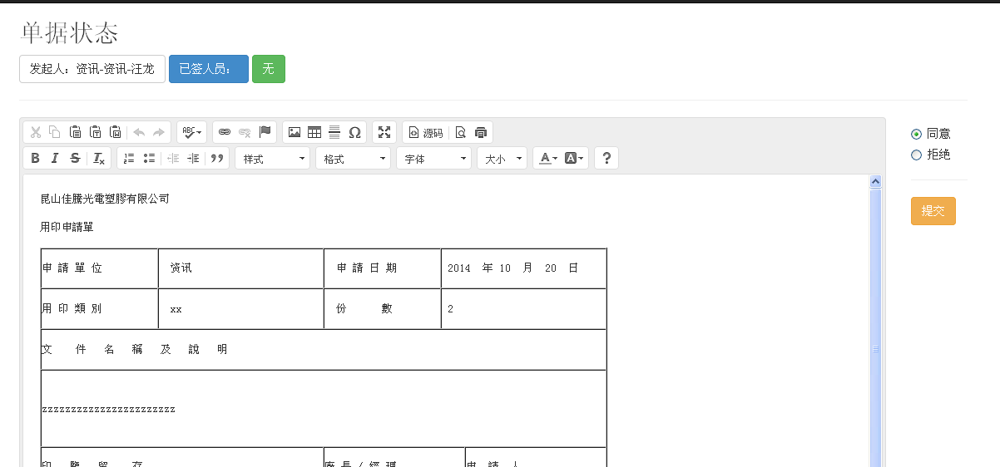 单据状态
发起人：资讯-资讯-汪龙 已签人员： 无
ABC 源码
B I S Tx 样式 格式 字体 大小 A A ?
同意
拒绝
提交
昆山佳騰光電塑膠有限公司
用印申請單
申 請 單 位 资讯 申 請 日 期 2014 年 10 月 20 日
用 印 類 別 xx 份 數 2
文 件 名 稱 及 說 明
zzzzzzzzzzzzzzzzzzzzzzz
印 鑒 留 存 廠 長 / 經 理 申 請 人